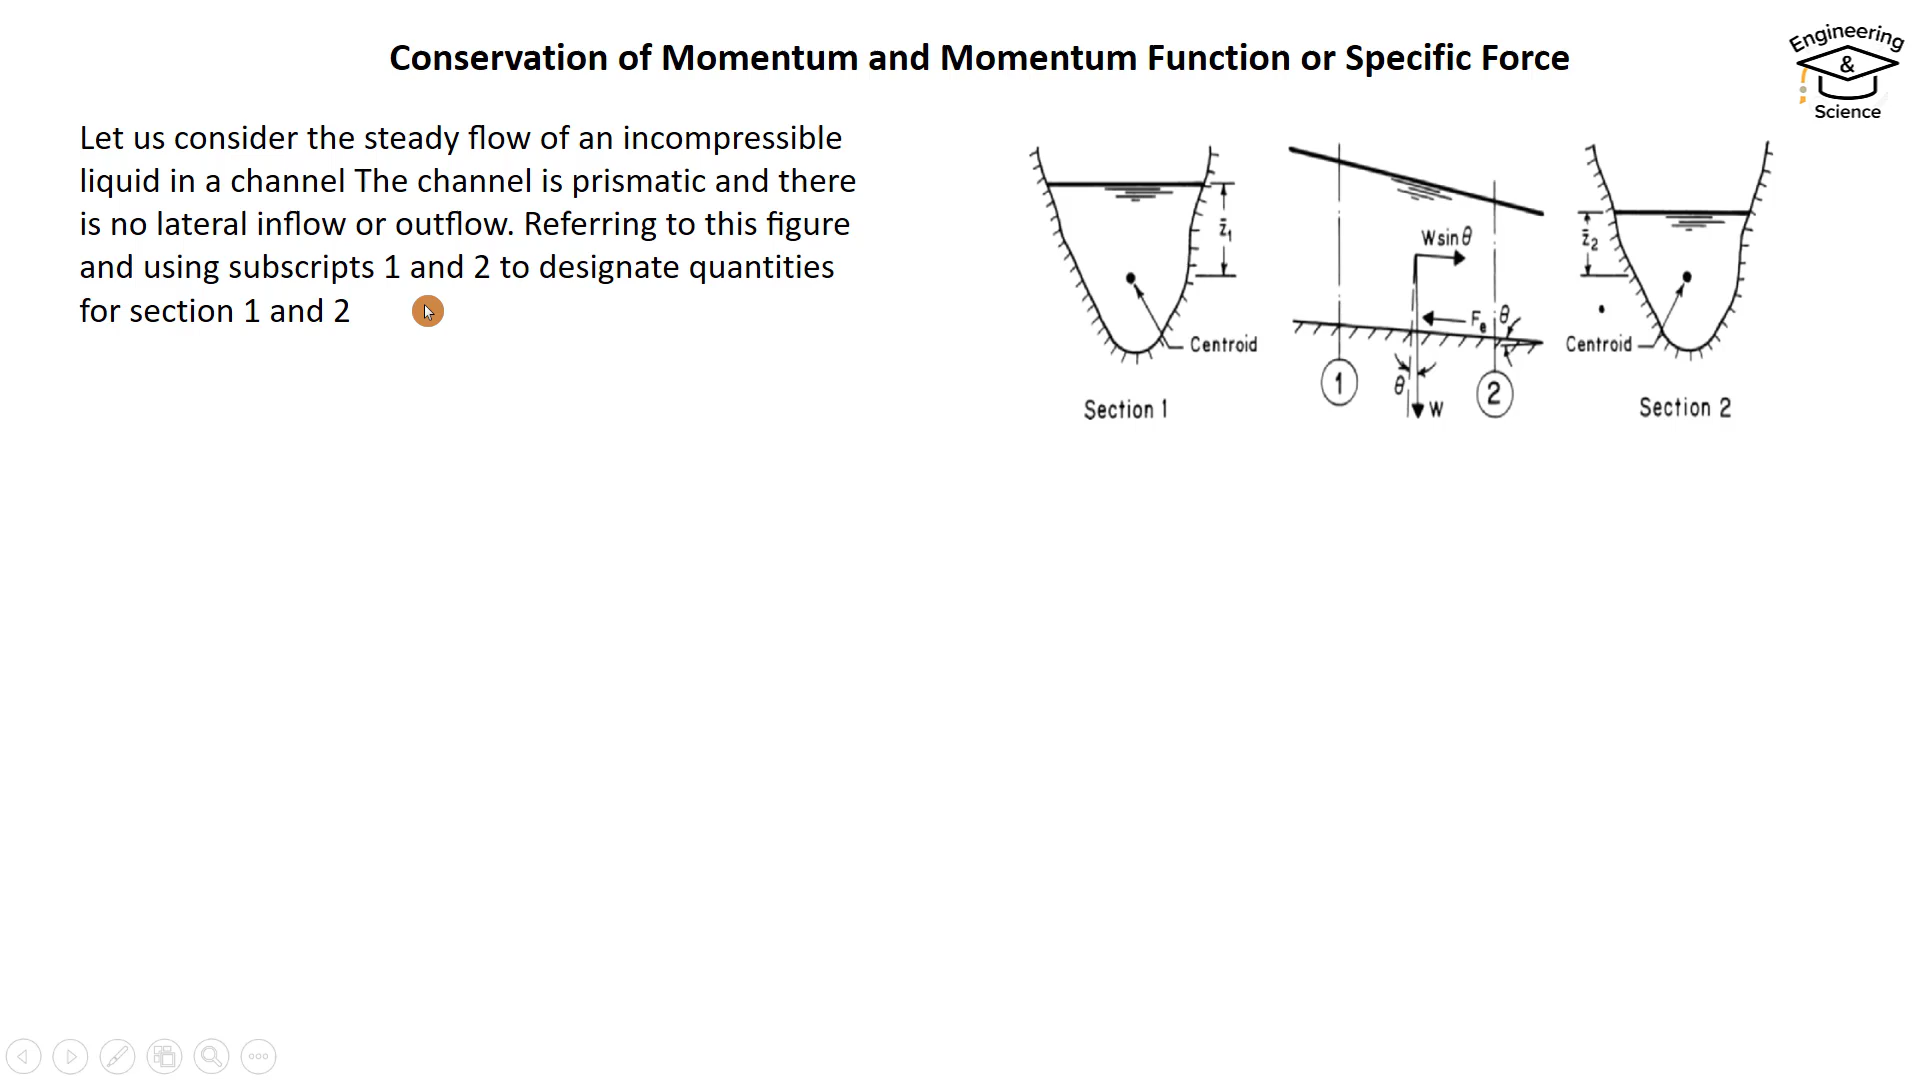 Conservation of Momentum and Momentum Function or Specific Force
Engineering
&
Science
Let us consider the steady flow of an incompressible
liquid in a channel The channel is prismatic and there
is no lateral inflow or outflow. Referring to this figure
and using subscripts 1 and 2 to designate quantities
for section 1 and 2
z̄₁
Centroid
Section 1
W sin θ
Fₑ
θ
θ
W
1
2
z̄₂
Centroid
Section 2